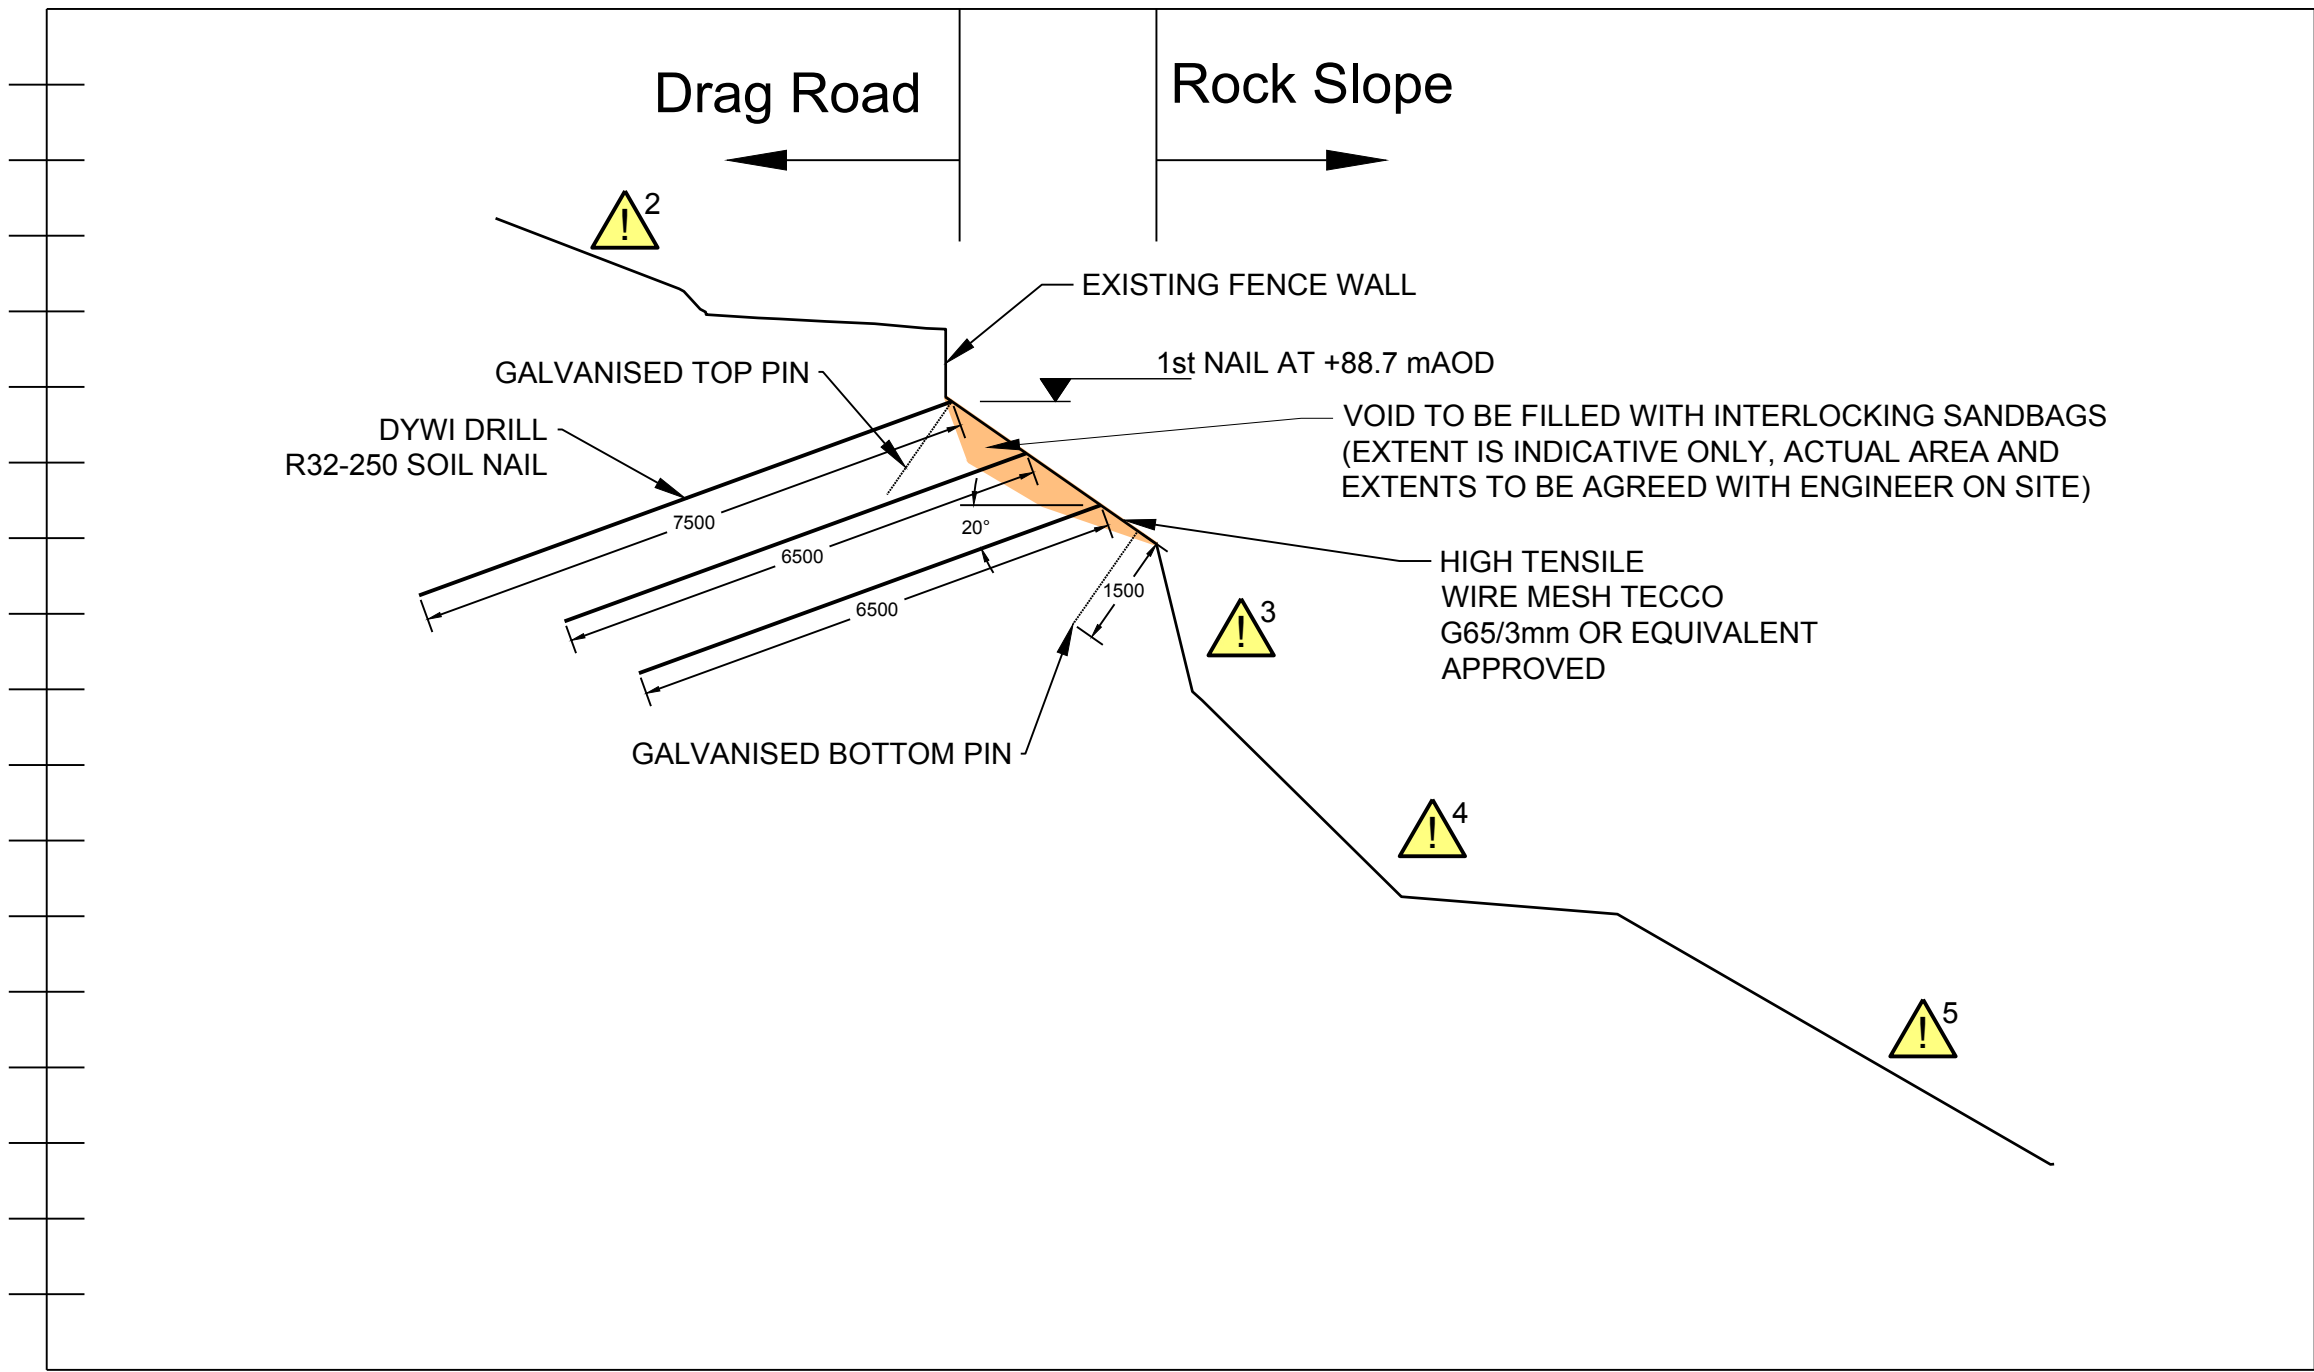 Drag Road
Rock Slope
! 2
EXISTING FENCE WALL
1st NAIL AT +88.7 mAOD
GALVANISED TOP PIN
DYWI DRILL
R32-250 SOIL NAIL
VOID TO BE FILLED WITH INTERLOCKING SANDBAGS
(EXTENT IS INDICATIVE ONLY, ACTUAL AREA AND
EXTENTS TO BE AGREED WITH ENGINEER ON SITE)
7500
20°
6500
6500
1500
HIGH TENSILE
WIRE MESH TECCO
G65/3mm OR EQUIVALENT
APPROVED
! 3
GALVANISED BOTTOM PIN
! 4
! 5